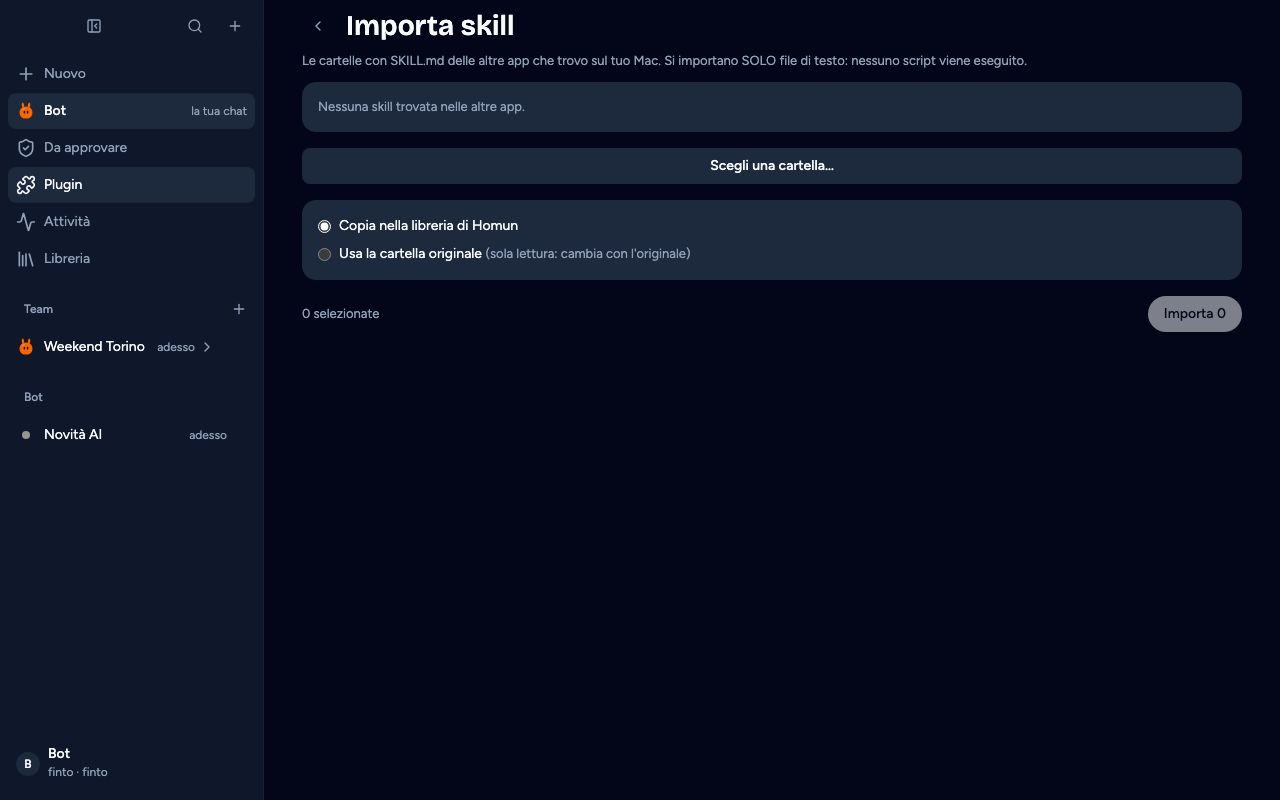 Nuovo
Bot la tua chat
Da approvare
Plugin
Attività
Libreria
Team
Weekend Torino adesso
Bot
Novità AI adesso
B
Bot
finto · finto
Importa skill
Le cartelle con SKILL.md delle altre app che trovo sul tuo Mac. Si importano SOLO file di testo: nessuno script viene eseguito.
Nessuna skill trovata nelle altre app.
Scegli una cartella...
Copia nella libreria di Homun
Usa la cartella originale (sola lettura: cambia con l'originale)
0 selezionate
Importa 0